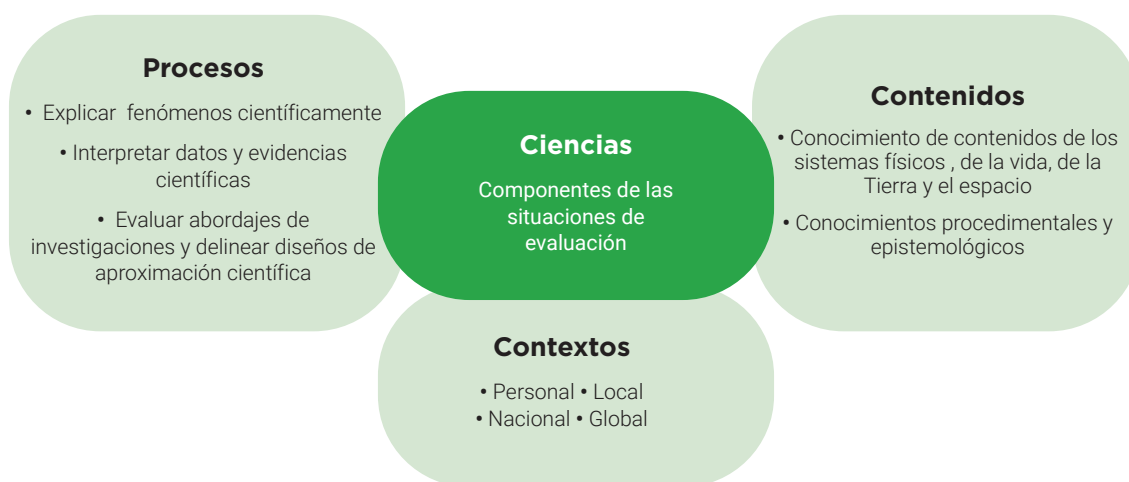 Procesos
• Explicar fenómenos científicamente
• Interpretar datos y evidencias
científicas
• Evaluar abordajes de
investigaciones y delinear diseños de
aproximación científica
Ciencias
Componentes de las
situaciones de
evaluación
Contenidos
• Conocimiento de contenidos de los
sistemas físicos , de la vida, de la
Tierra y el espacio
• Conocimientos procedimentales y
epistemológicos
Contextos
• Personal • Local
• Nacional • Global